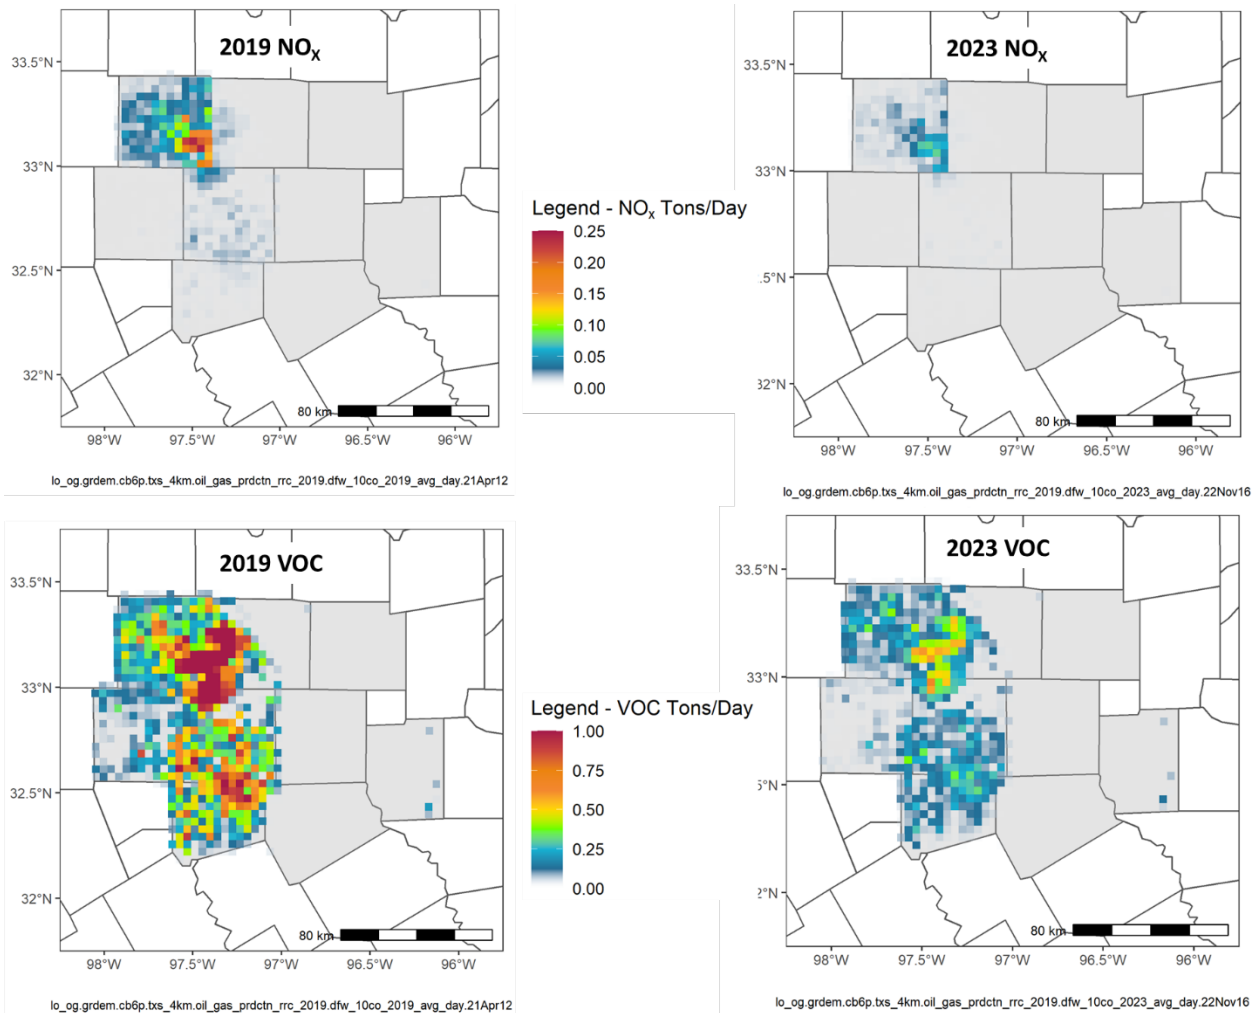 2019 NOX
33.5°N
33°N
32.5°N
32°N
80 km
98°W 97.5°W 97°W 96.5°W 96°W
lo_og.grdem.cb6p.txs_4km.oil_gas_prdctn_rrc_2019.dfw_10co_2019_avg_day.21Apr12
Legend - NOx Tons/Day
0.25
0.20
0.15
0.10
0.05
0.00
2023 NOX
33.5°N
33°N
.5°N
32°N
80 km
98°W 97.5°W 97°W 96.5°W 96°W
lo_og.grdem.cb6p.txs_4km.oil_gas_prdctn_rrc_2019.dfw_10co_2023_avg_day.22Nov16
2019 VOC
33.5°N
33°N
32.5°N
32°N
80 km
98°W 97.5°W 97°W 96.5°W 96°W
lo_og.grdem.cb6p.txs_4km.oil_gas_prdctn_rrc_2019.dfw_10co_2019_avg_day.21Apr12
Legend - VOC Tons/Day
1.00
0.75
0.50
0.25
0.00
2023 VOC
33.5°N
33°N
5°N
2°N
80 km
98°W 97.5°W 97°W 96.5°W 96°W
lo_og.grdem.cb6p.txs_4km.oil_gas_prdctn_rrc_2019.dfw_10co_2023_avg_day.22Nov16